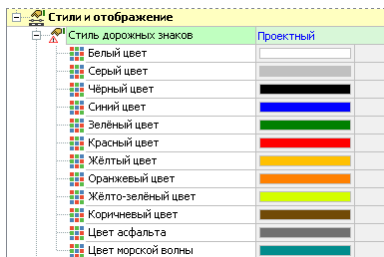 Стили и отображение
Стиль дорожных знаков Проектный
Белый цвет
Серый цвет
Чёрный цвет
Синий цвет
Зелёный цвет
Красный цвет
Жёлтый цвет
Оранжевый цвет
Жёлто-зелёный цвет
Коричневый цвет
Цвет асфальта
Цвет морской волны